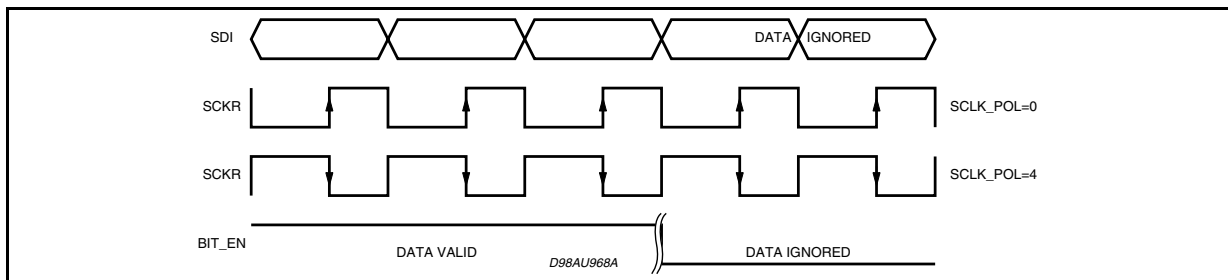 SDI
DATA IGNORED
SCKR
SCLK_POL=0
SCKR
SCLK_POL=4
BIT_EN
DATA VALID
D98AU968A
DATA IGNORED